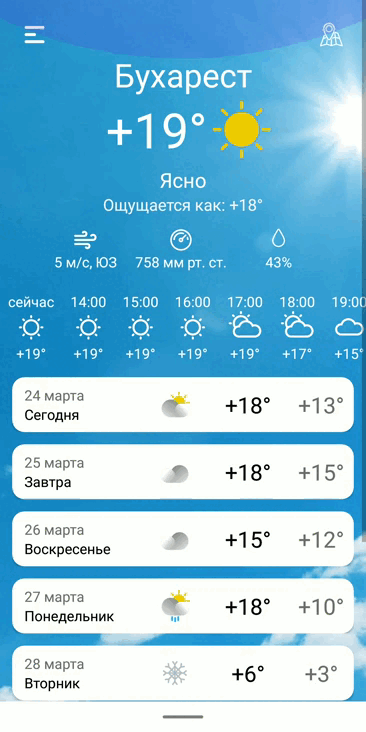 Бухарест
+19°
Ясно
Ощущается как: +18°
5 м/с, ЮЗ 758 мм рт. ст. 43%
сейчас 14:00 15:00 16:00 17:00 18:00 19:00
+19° +19° +19° +19° +19° +17° +15°
24 марта
Сегодня +18° +13°
25 марта
Завтра +18° +15°
26 марта
Воскресенье +15° +12°
27 марта
Понедельник +18° +10°
28 марта
Вторник +6° +3°